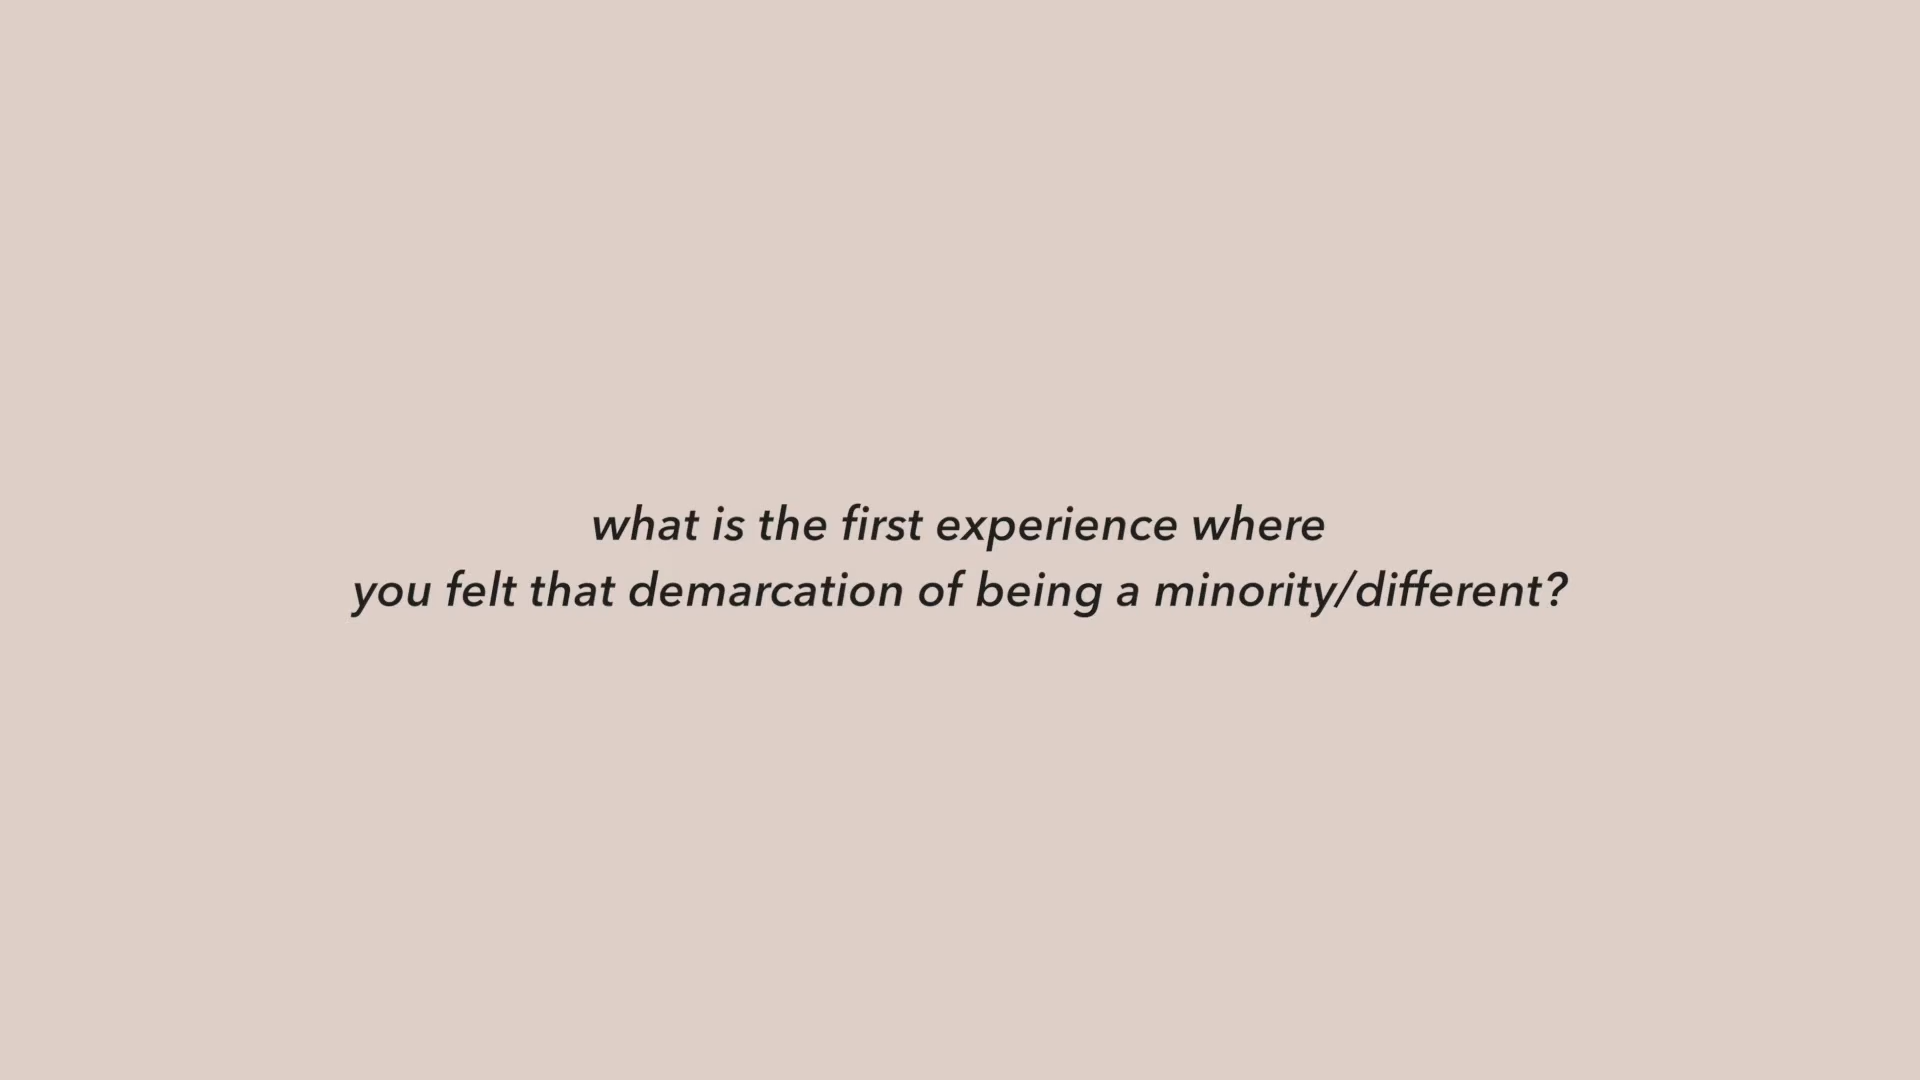 what is the first experience where
you felt that demarcation of being a minority/different?